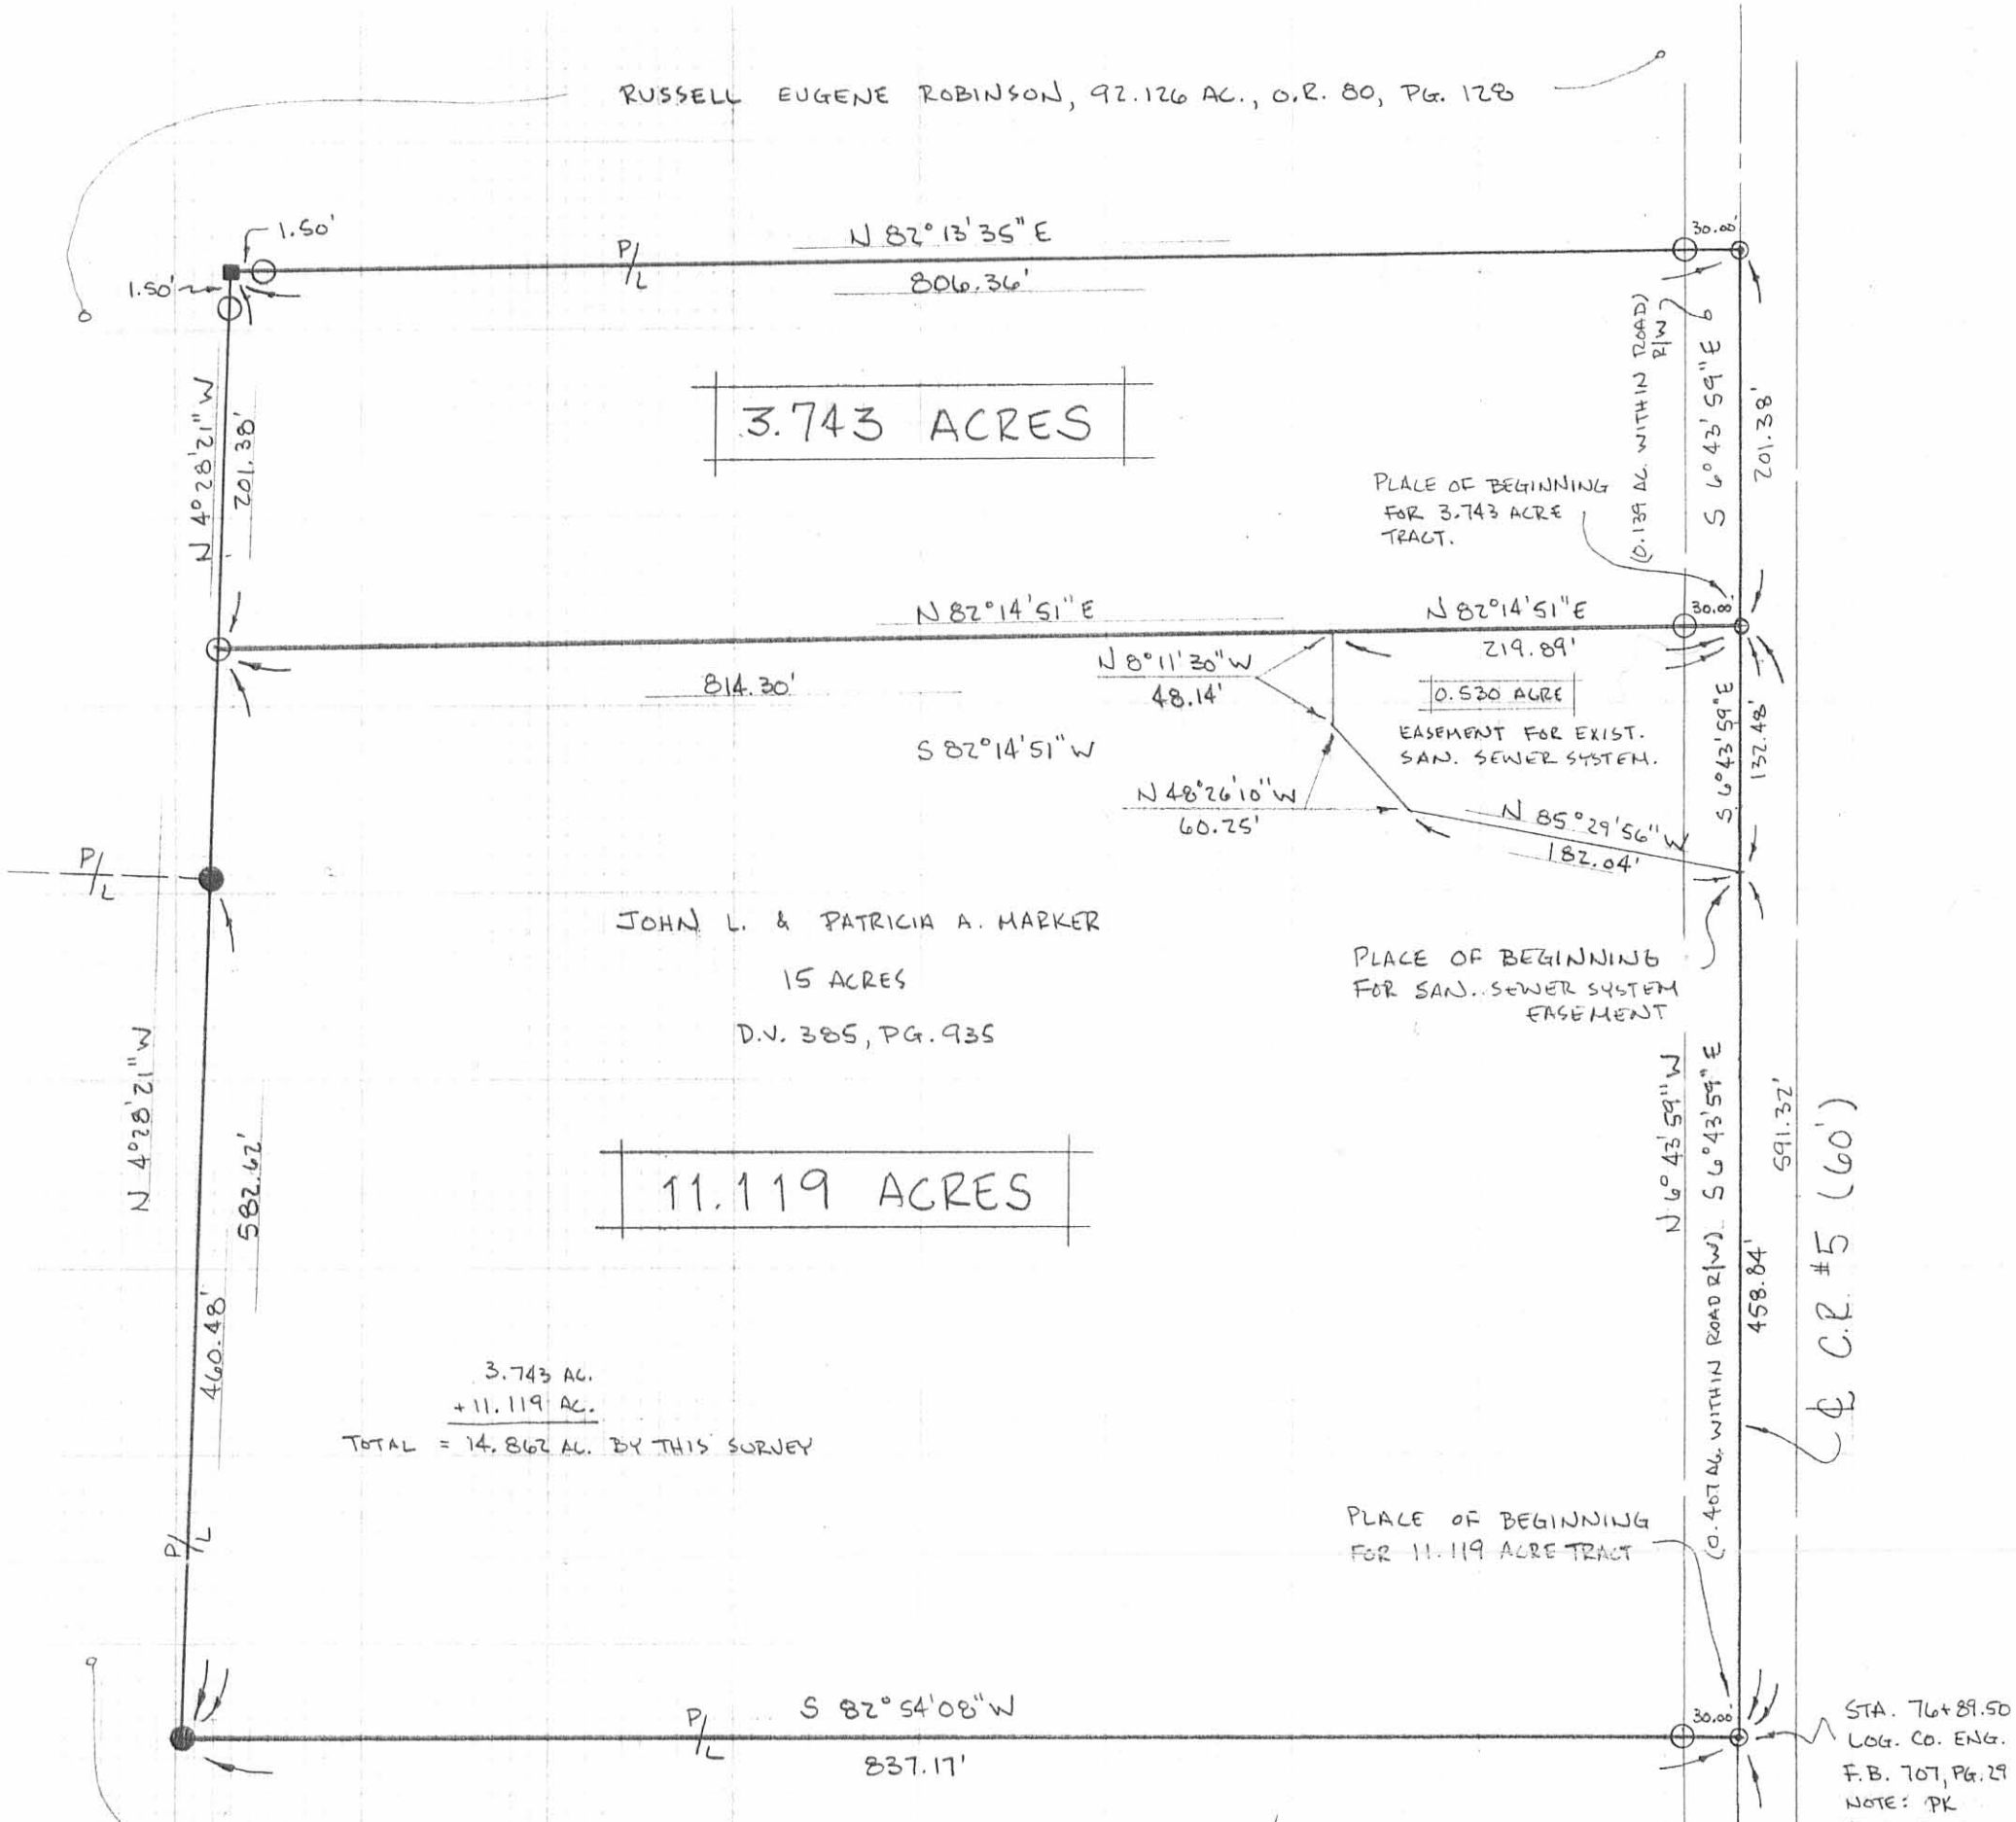 RUSSELL EUGENE ROBINSON, 92.126 AC., O.R. 80, PG. 128
1.50'
1.50'
N 82° 13' 35" E
806.36'
P/L
30.00'
N 4° 28' 21" W
201.38'
3.743 ACRES
(0.139 AC. WITHIN ROAD)
R/W
S 6° 43' 59" E
201.38'
PLACE OF BEGINNING
FOR 3.743 ACRE
TRACT.
N 82° 14' 51" E
814.30'
N 82° 14' 51" E
219.89'
30.00'
N 8° 11' 30" W
48.14'
0.530 ACRE
EASEMENT FOR EXIST.
SAN. SEWER SYSTEM.
S 6° 43' 59" E
132.48'
S 82° 14' 51" W
N 48° 26' 10" W
60.25'
N 85° 29' 56" W
182.04'
P/L
JOHN L. & PATRICIA A. MARKER
15 ACRES
D.V. 385, PG. 935
PLACE OF BEGINNING
FOR SAN. SEWER SYSTEM
EASEMENT
N 4° 28' 21" W
582.62'
460.48'
11.119 ACRES
N 6° 43' 59" W
(0.407 AC. WITHIN ROAD R/W) S 6° 43' 59" E
591.32'
458.84'
℄ C.R. #5 (60')
3.743 AC.
+ 11.119 AC.
TOTAL = 14.862 AC. BY THIS SURVEY
P/L
PLACE OF BEGINNING
FOR 11.119 ACRE TRACT
P/L
S 82° 54' 08" W
837.17'
30.00'
STA. 76+89.50
LOG. CO. ENG.
F.B. 707, PG. 29
NOTE: PK